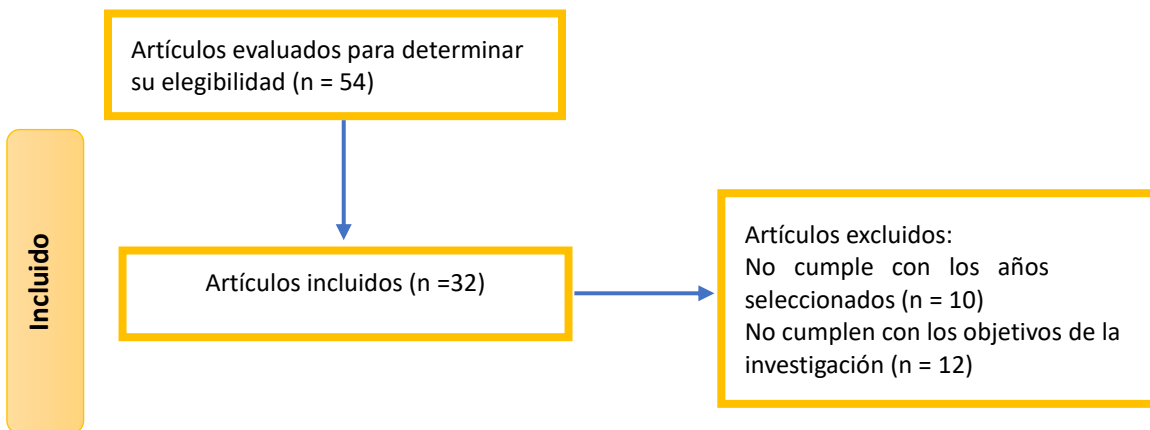 Artículos evaluados para determinar
su elegibilidad (n = 54)
Incluido
Artículos incluidos (n =32)
Artículos excluidos:
No cumple con los años
seleccionados (n = 10)
No cumplen con los objetivos de la
investigación (n = 12)